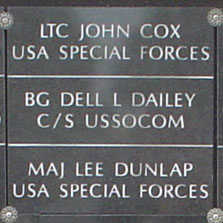 LTC JOHN COX
USA SPECIAL FORCES
BG DELL L DAILEY
C/S USSOCOM
MAJ LEE DUNLAP
USA SPECIAL FORCES